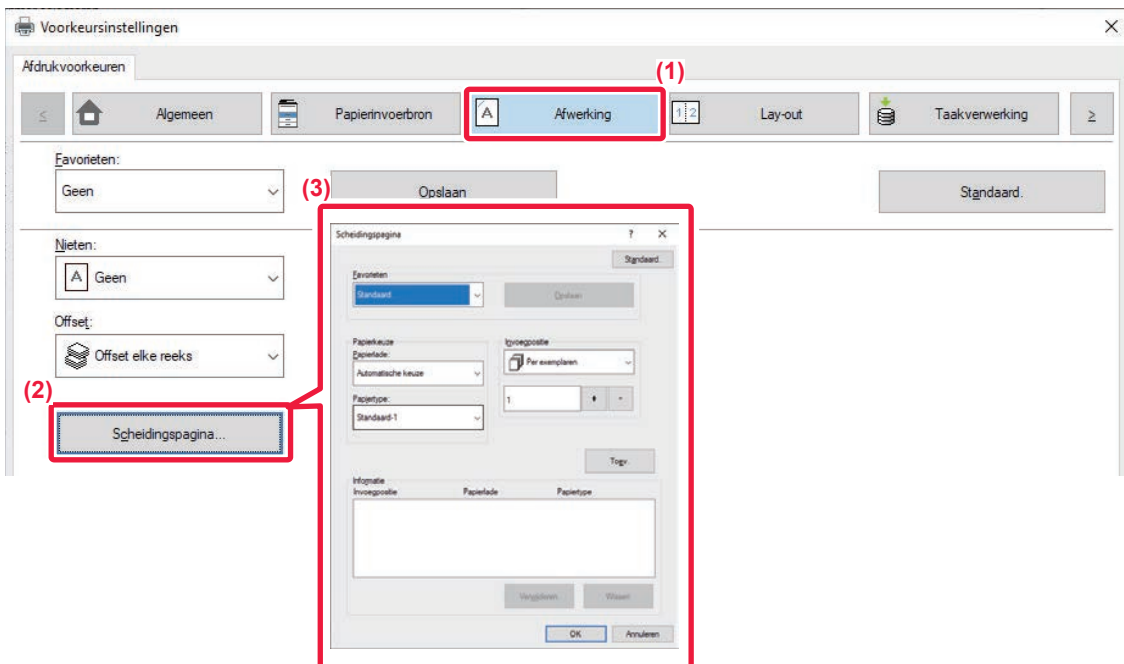 Voorkeursinstellingen
Afdrukvoorkeuren
(1)
Algemeen
Papierinvoerbron
Afwerking
Lay-out
Taakverwerking
Favorieten:
Geen
(3)
Opslaan
Standaard.
Nieten:
A Geen
Offset:
Offset elke reeks
(2)
Scheidingspagina...
Scheidingspagina
?
Standaard.
Favorieten
Standaard
Opslaan
Papierkeuze
Papierlade:
Automatische keuze
Papiertype:
Standaard-1
Invoegpositie
Per exemplaren
1
+ -
Toev.
Informatie
Invoegpositie Papierlade Papiertype
Verwijderen Wissen
OK Annuleren